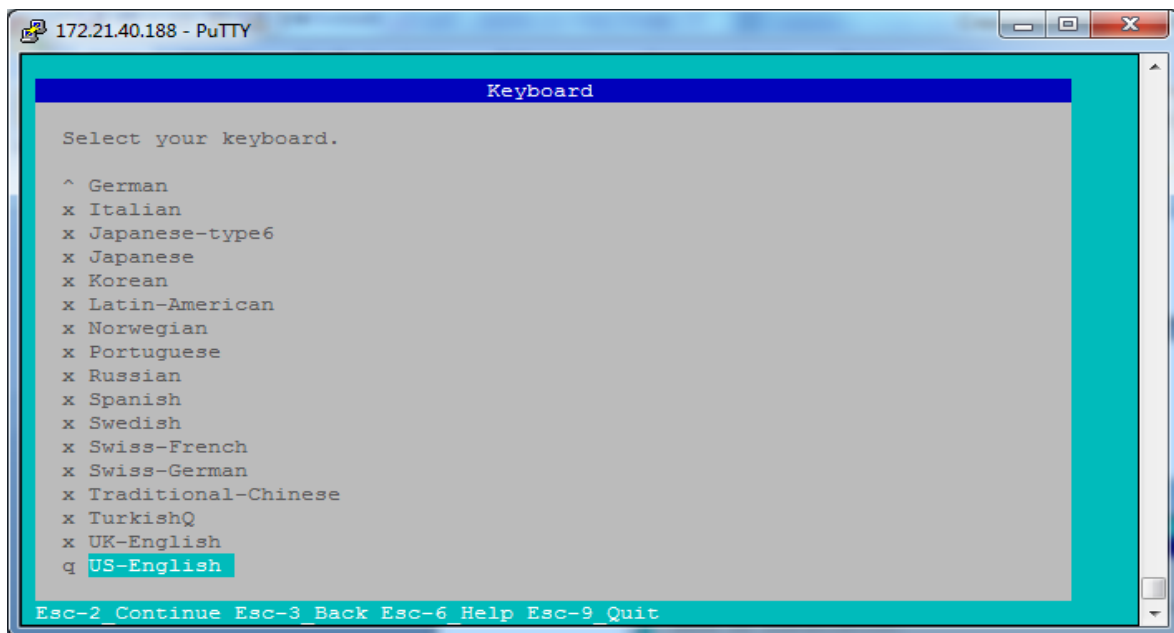 172.21.40.188 - PuTTY
Keyboard
Select your keyboard.
^ German
x Italian
x Japanese-type6
x Japanese
x Korean
x Latin-American
x Norwegian
x Portuguese
x Russian
x Spanish
x Swedish
x Swiss-French
x Swiss-German
x Traditional-Chinese
x TurkishQ
x UK-English
q US-English
Esc-2_Continue Esc-3_Back Esc-6_Help Esc-9_Quit